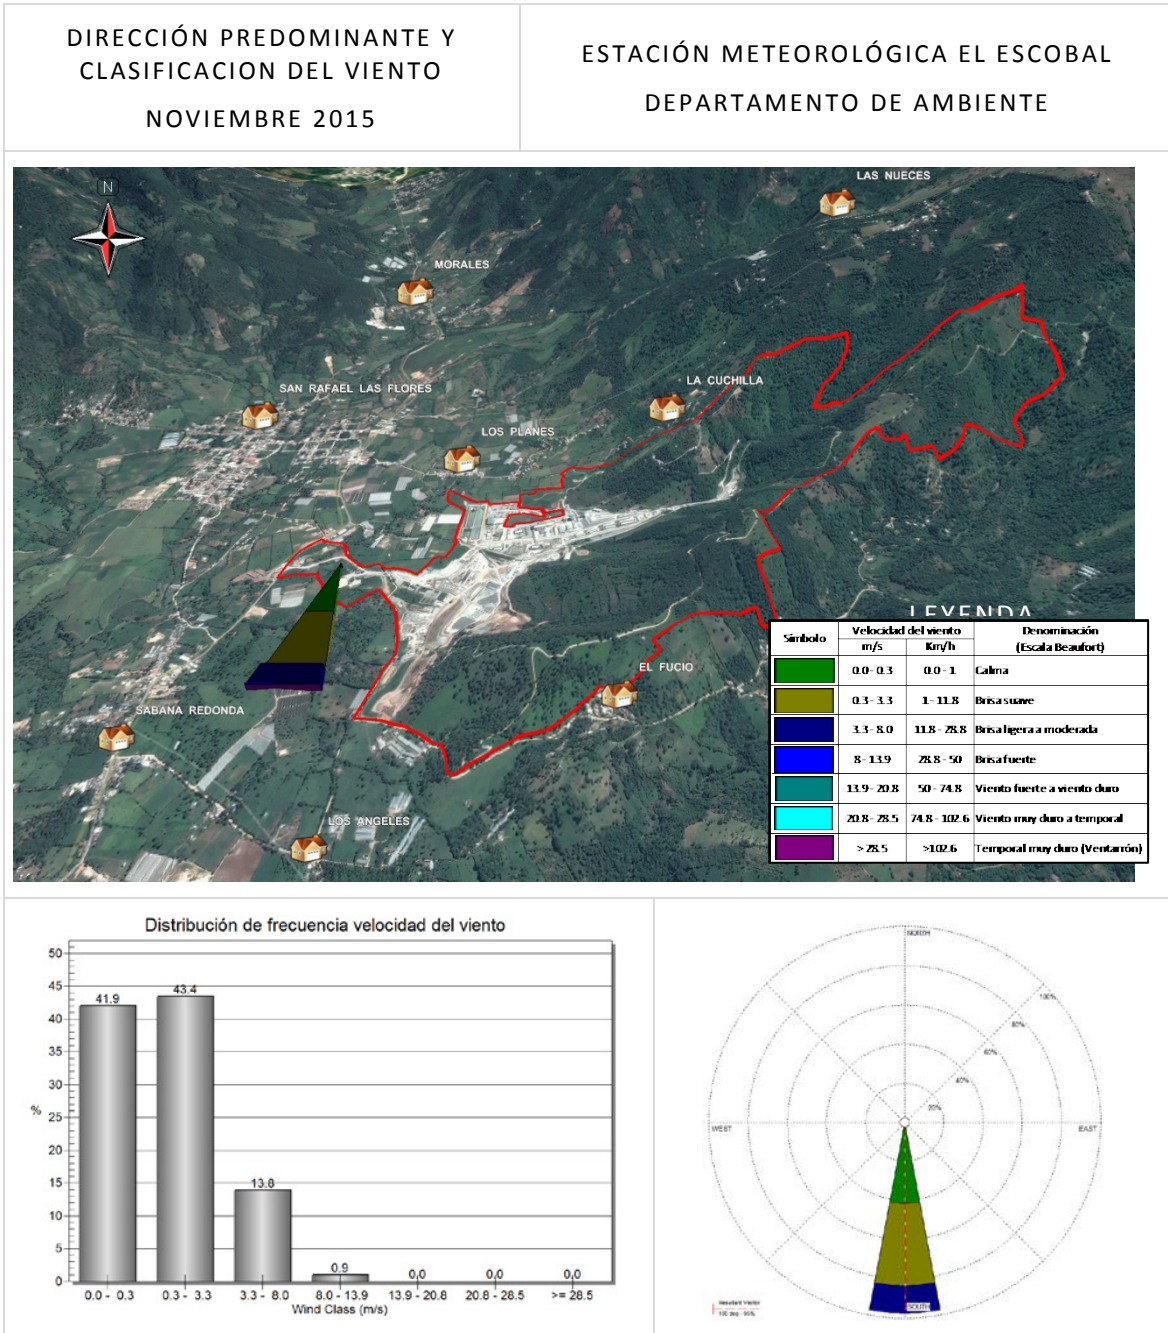 DIRECCIÓN PREDOMINANTE Y
CLASIFICACION DEL VIENTO
NOVIEMBRE 2015
ESTACIÓN METEOROLÓGICA EL ESCOBAL
DEPARTAMENTO DE AMBIENTE
N
LAS NUECES
MORALES
SAN RAFAEL LAS FLORES
LA CUCHILLA
LOS PLANES
EL FUCIO
SABANA REDONDA
LOS ANGELES
LEYENDA
Símbolo Velocidad del viento Denominación
m/s Km/h (Escala Beaufort)
0.0 - 0.3 0.0 - 1 Calma
0.3 - 3.3 1 - 11.8 Brisa suave
3.3 - 8.0 11.8 - 28.8 Brisa ligera a moderada
8 - 13.9 28.8 - 50 Brisa fuerte
13.9 - 20.8 50 - 74.8 Viento fuerte a viento duro
20.8 - 28.5 74.8 - 102.6 Viento muy duro a temporal
> 28.5 >102.6 Temporal muy duro (Ventarrón)
Distribución de frecuencia velocidad del viento
50
45
40
35
30
%
25
20
15
10
5
0
41.9
43.4
13.8
0.9
0.0
0.0
0.0
0.0 - 0.3 0.3 - 3.3 3.3 - 8.0 8.0 - 13.9 13.9 - 20.8 20.8 - 28.5 >= 28.5
Wind Class (m/s)
NORTH
100%
80%
60%
40%
20%
WEST
EAST
SOUTH
Resultant Vector